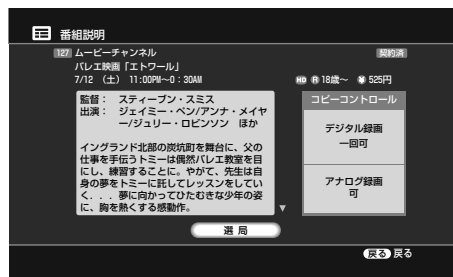 番組説明
127 ムービーチャンネル 契約済
バレエ映画「エトワール」
7/12 （土） 11:00PM〜0：30AM HD R 18歳〜 ¥ 525円
監督： スティーブン・スミス
出演： ジェイミー・ベン/アンナ・メイヤ
ー/ジュリー・ロビンソン ほか
イングランド北部の炭坑町を舞台に、父の
仕事を手伝うトミーは偶然バレエ教室を目
にし、練習することに。やがて、先生は自
身の夢をトミーに託してレッスンをしてい
く．．．夢に向かってひたむきな少年の姿
に、胸を熱くする感動作。
コピーコントロール
デジタル録画
一回可
アナログ録画
可
選 局
戻る 戻る